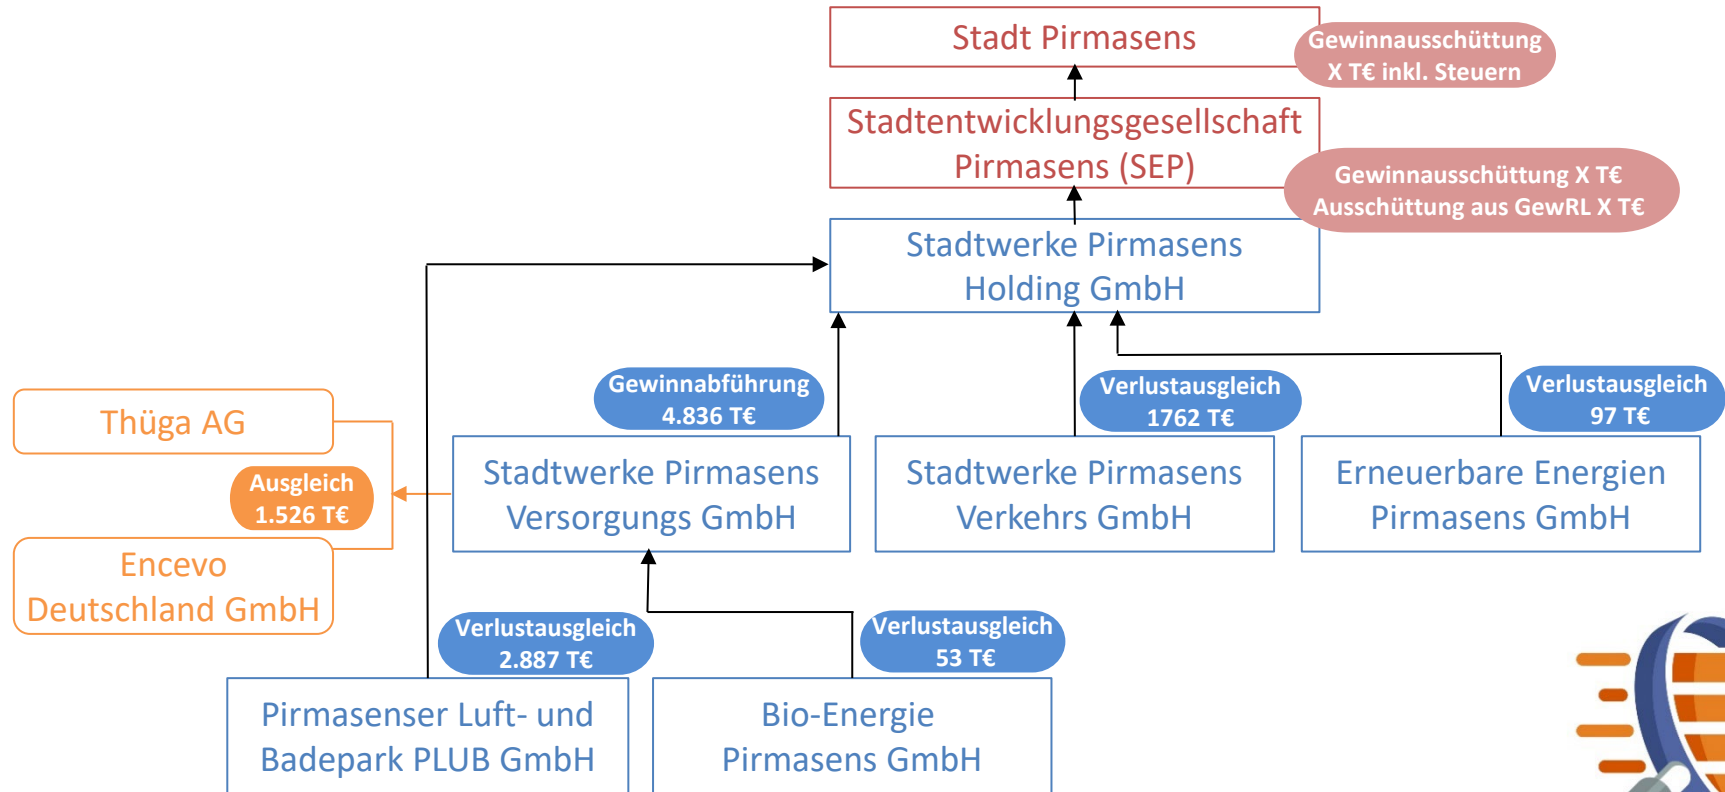 Stadt Pirmasens
Gewinnausschüttung
X T€ inkl. Steuern
Stadtentwicklungsgesellschaft
Pirmasens (SEP)
Gewinnausschüttung X T€
Ausschüttung aus GewRL X T€
Stadtwerke Pirmasens
Holding GmbH
Gewinnabführung
4.836 T€
Verlustausgleich
1762 T€
Verlustausgleich
97 T€
Thüga AG
Ausgleich
1.526 T€
Encevo
Deutschland GmbH
Stadtwerke Pirmasens
Versorgungs GmbH
Stadtwerke Pirmasens
Verkehrs GmbH
Erneuerbare Energien
Pirmasens GmbH
Verlustausgleich
2.887 T€
Verlustausgleich
53 T€
Pirmasenser Luft- und
Badepark PLUB GmbH
Bio-Energie
Pirmasens GmbH